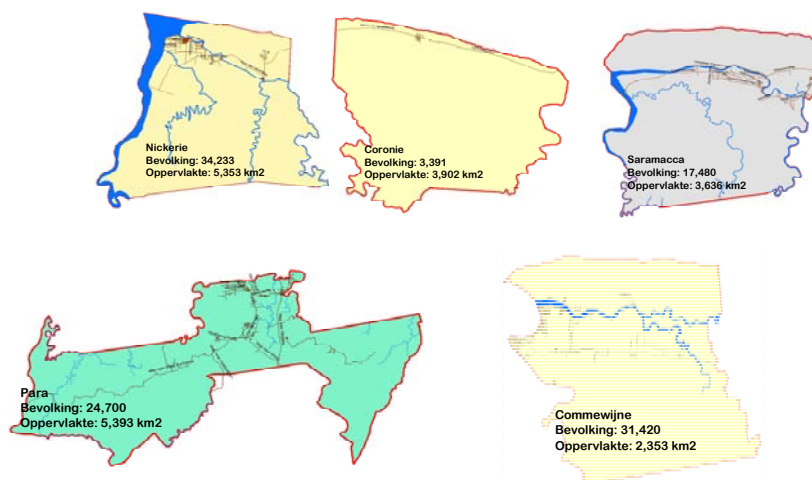 Nickerie
Bevolking: 34,233
Oppervlakte: 5,353 km2
Coronie
Bevolking: 3,391
Oppervlakte: 3,902 km2
Saramacca
Bevolking: 17,480
Oppervlakte: 3,636 km2
Para
Bevolking: 24,700
Oppervlakte: 5,393 km2
Commewijne
Bevolking: 31,420
Oppervlakte: 2,353 km2